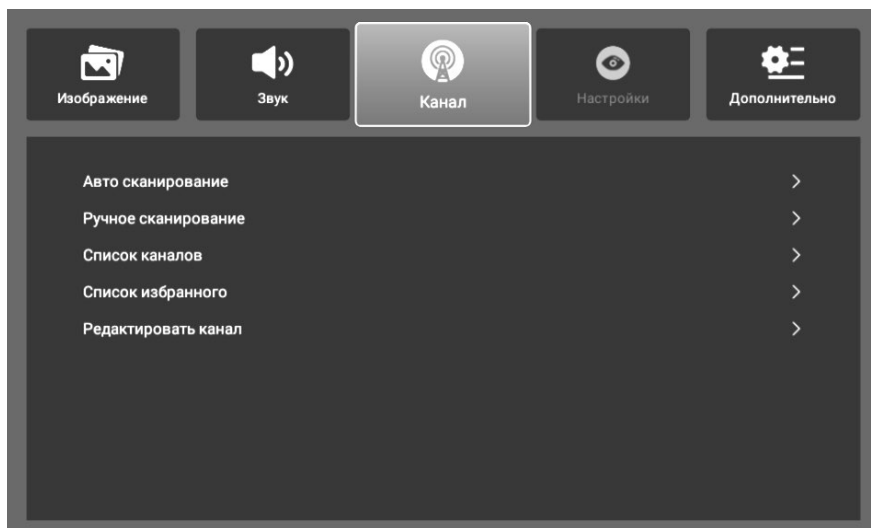 Изображение
Звук
Канал
Настройки
Дополнительно
Авто сканирование
Ручное сканирование
Список каналов
Список избранного
Редактировать канал